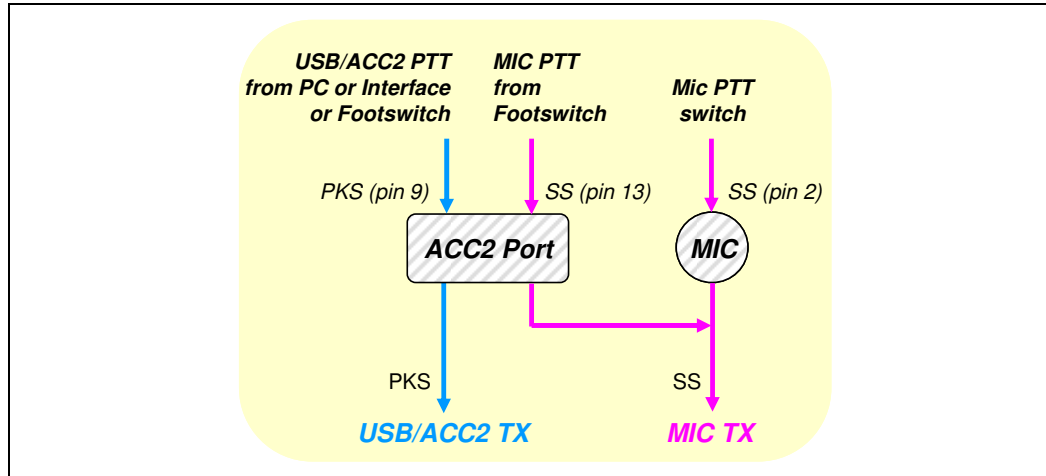 USB/ACC2 PTT
from PC or Interface
or Footswitch
MIC PTT
from
Footswitch
Mic PTT
switch
PKS (pin 9)
SS (pin 13)
SS (pin 2)
ACC2 Port
MIC
PKS
SS
USB/ACC2 TX
MIC TX